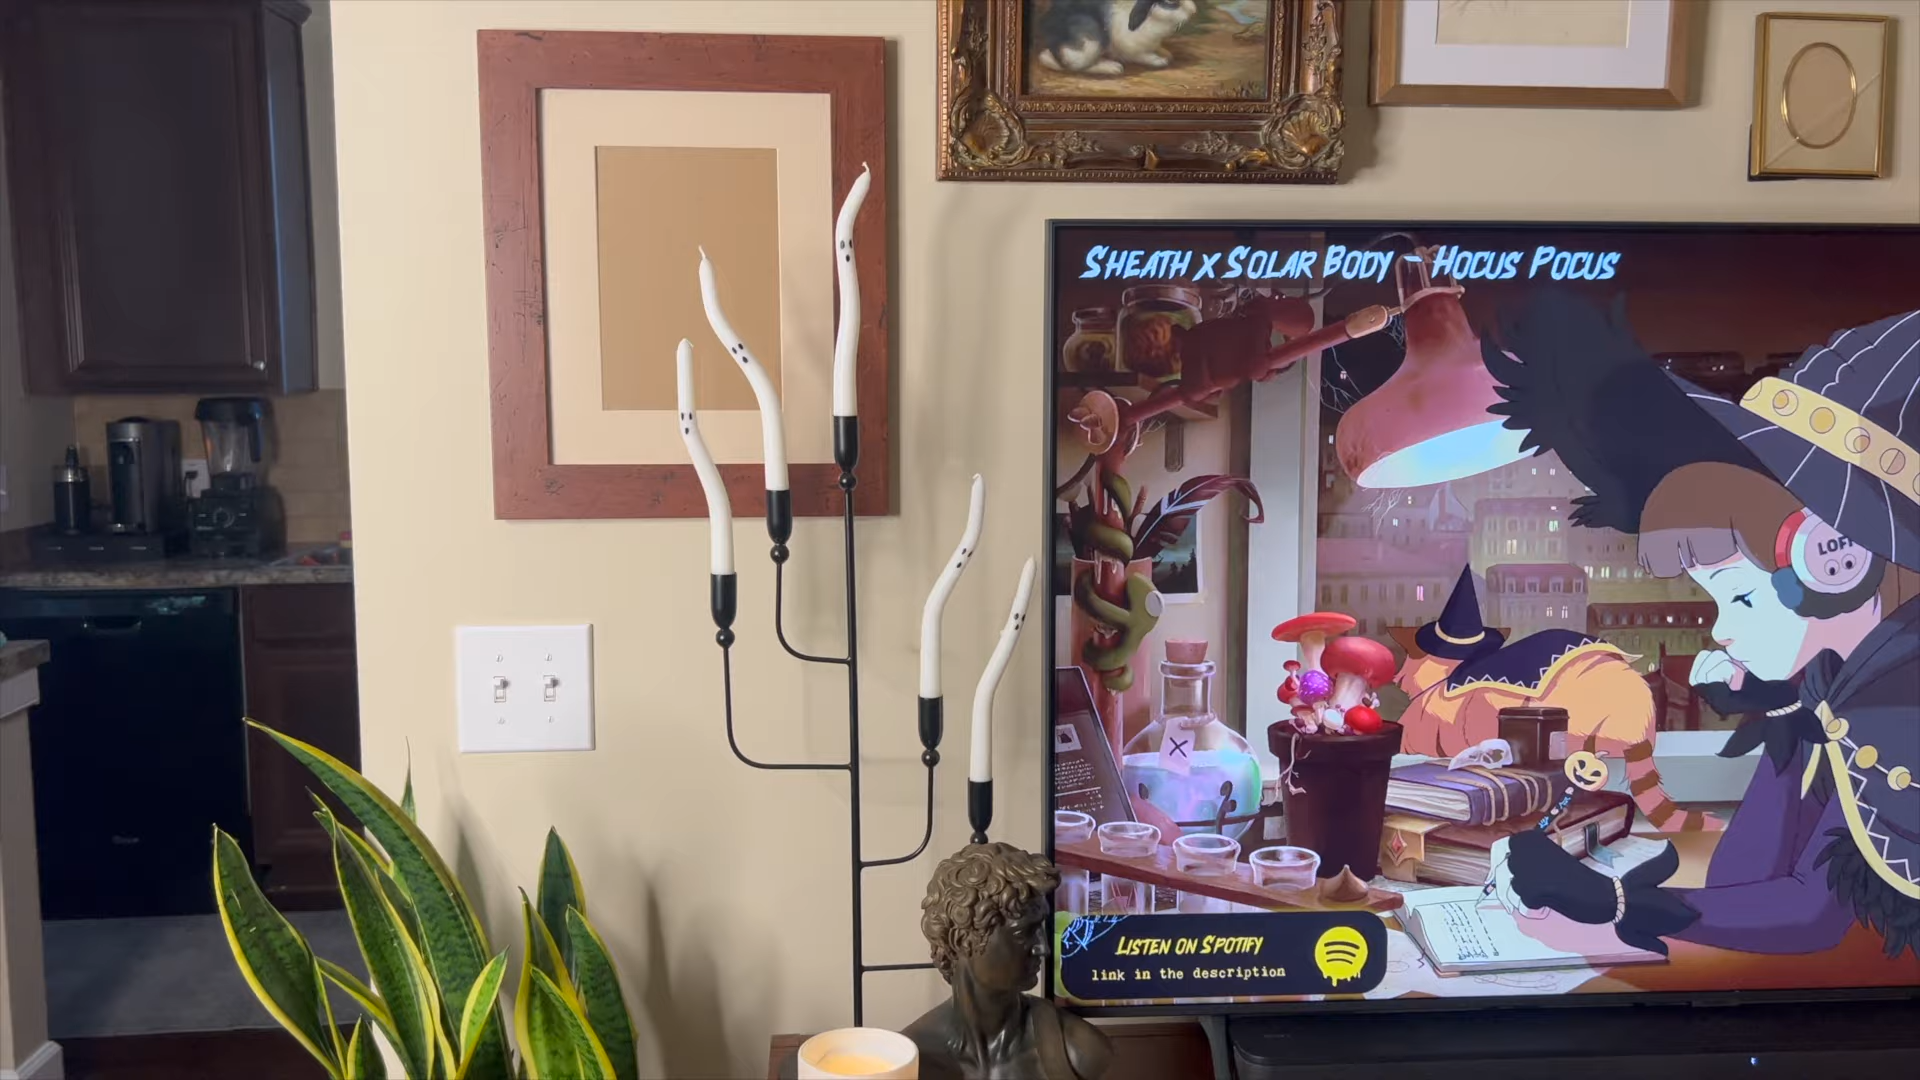 SHEATH X SOLAR BODY - HOCUS POCUS
LOFI
X
LISTEN ON SPOTIFY
link in the description